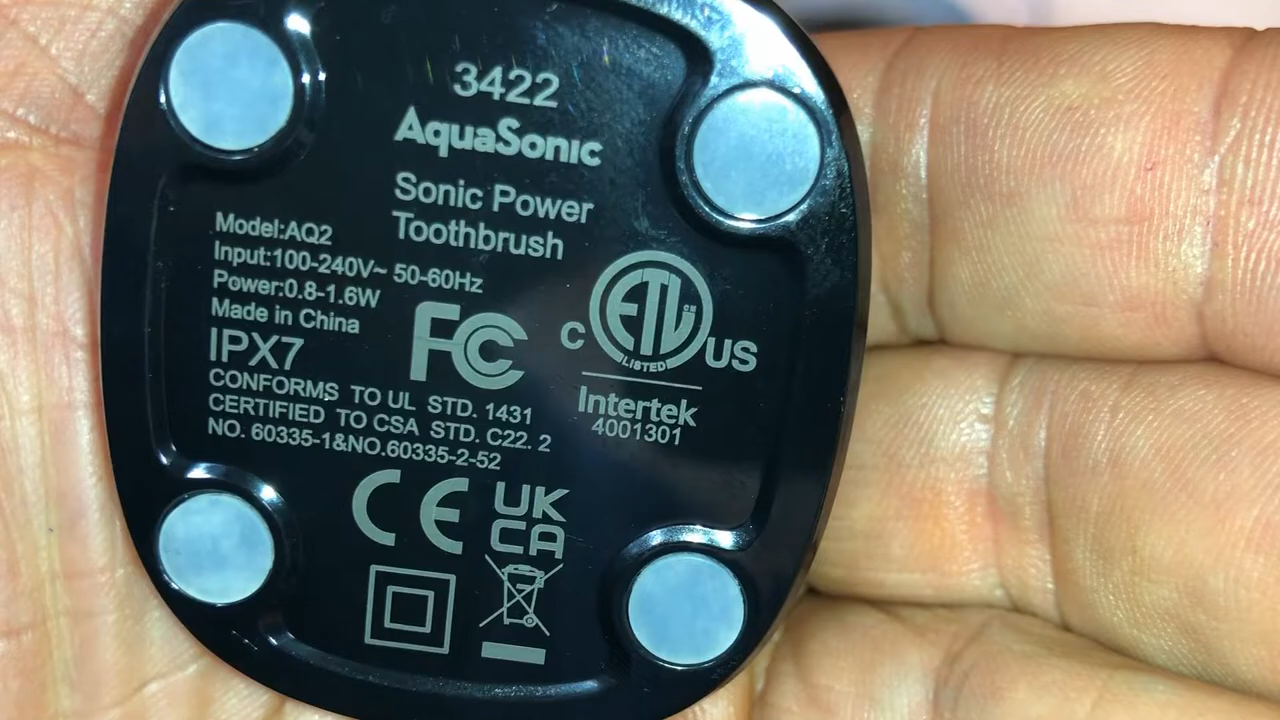 3422
AquaSonic
Sonic Power
Toothbrush
Model:AQ2
Input:100-240V~ 50-60Hz
Power:0.8-1.6W
Made in China
IPX7
FC
CONFORMS TO UL STD. 1431
CERTIFIED TO CSA STD. C22. 2
NO. 60335-1&NO.60335-2-52
C ETL CM US
LISTED
Intertek
4001301
CE
UK
CA